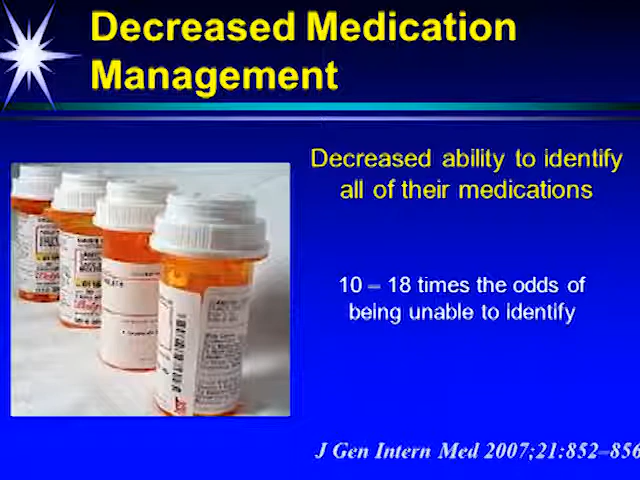 Decreased Medication
Management
Decreased ability to identify
all of their medications
10 – 18 times the odds of
being unable to identify
J Gen Intern Med 2007;21:852–856